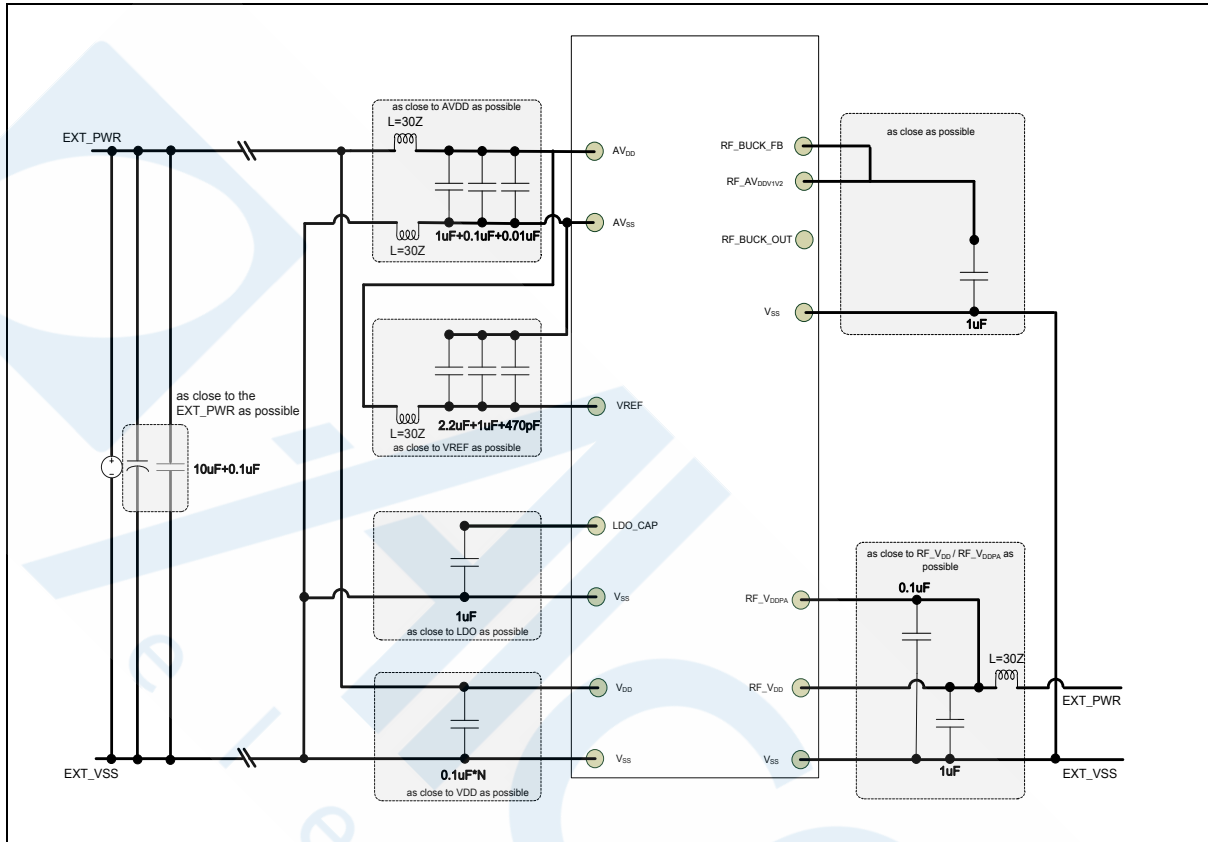 as close to AVDD as possible
L=30Z
EXT_PWR
AVDD
AVSS
1uF+0.1uF+0.01uF
L=30Z
as close to the
EXT_PWR as possible
10uF+0.1uF
+
-
VREF
L=30Z
2.2uF+1uF+470pF
as close to VREF as possible
LDO_CAP
VSS
1uF
as close to LDO as possible
VDD
VSS
EXT_VSS
0.1uF*N
as close to VDD as possible
as close as possible
RF_BUCK_FB
RF_AVDDV1V2
RF_BUCK_OUT
VSS
1uF
as close to RF_VDD / RF_VDDPA as
possible
0.1uF
RF_VDDPA
L=30Z
RF_VDD
EXT_PWR
VSS
1uF
EXT_VSS
e
e